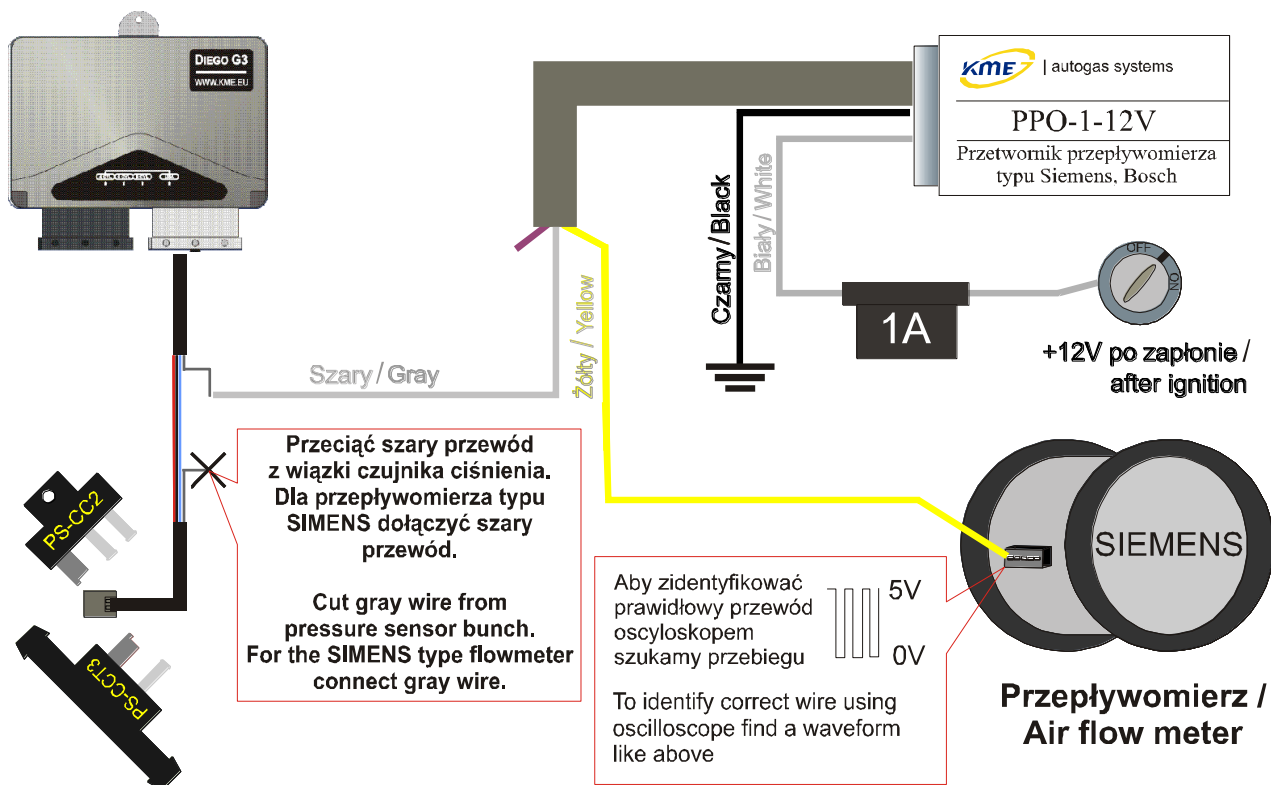 DIEGO G3
WWW.KME.EU
KME | autogas systems
PPO-1-12V
Przetwornik przepływomierza
typu Siemens, Bosch
Czarny / Black
Biały / White
OFF
ON
1A
+12V po zapłonie /
after ignition
Szary / Gray
Żółty / Yellow
Przeciąć szary przewód
z wiązki czujnika ciśnienia.
Dla przepływomierza typu
SIMENS dołączyć szary
przewód.
Cut gray wire from
pressure sensor bunch.
For the SIMENS type flowmeter
connect gray wire.
PS-CC2
PS-CCT3
Aby zidentyfikować
prawidłowy przewód
oscyloskopem
szukamy przebiegu
5V
0V
To identify correct wire using
oscilloscope find a waveform
like above
SIEMENS
Przepływomierz /
Air flow meter